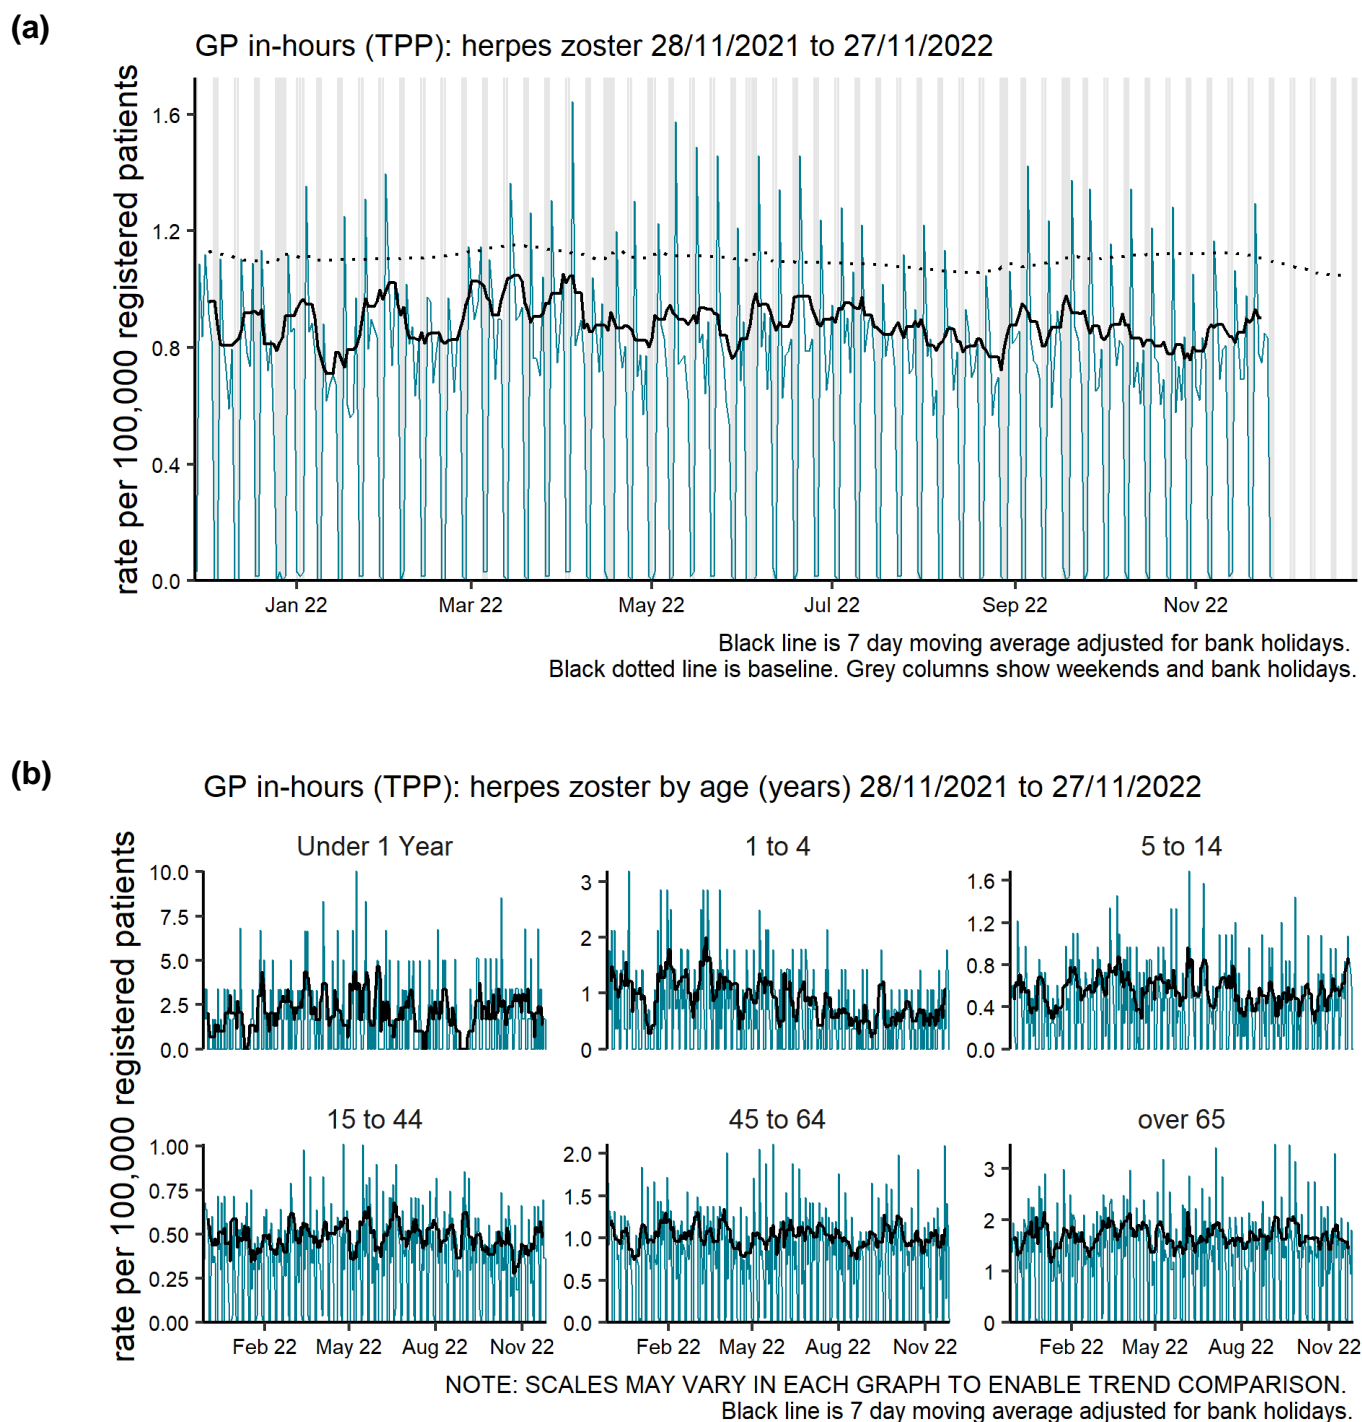 (a)
GP in-hours (TPP): herpes zoster 28/11/2021 to 27/11/2022
rate per 100,000 registered patients
1.6
1.2
0.8
0.4
0.0
Jan 22 Mar 22 May 22 Jul 22 Sep 22 Nov 22
Black line is 7 day moving average adjusted for bank holidays.
Black dotted line is baseline. Grey columns show weekends and bank holidays.
(b)
GP in-hours (TPP): herpes zoster by age (years) 28/11/2021 to 27/11/2022
rate per 100,000 registered patients
Under 1 Year
10.0
7.5
5.0
2.5
0.0
1 to 4
3
2
1
0
5 to 14
1.6
1.2
0.8
0.4
0.0
15 to 44
1.00
0.75
0.50
0.25
0.00
Feb 22 May 22 Aug 22 Nov 22
45 to 64
2.0
1.5
1.0
0.5
0.0
Feb 22 May 22 Aug 22 Nov 22
over 65
3
2
1
0
Feb 22 May 22 Aug 22 Nov 22
NOTE: SCALES MAY VARY IN EACH GRAPH TO ENABLE TREND COMPARISON.
Black line is 7 day moving average adjusted for bank holidays.